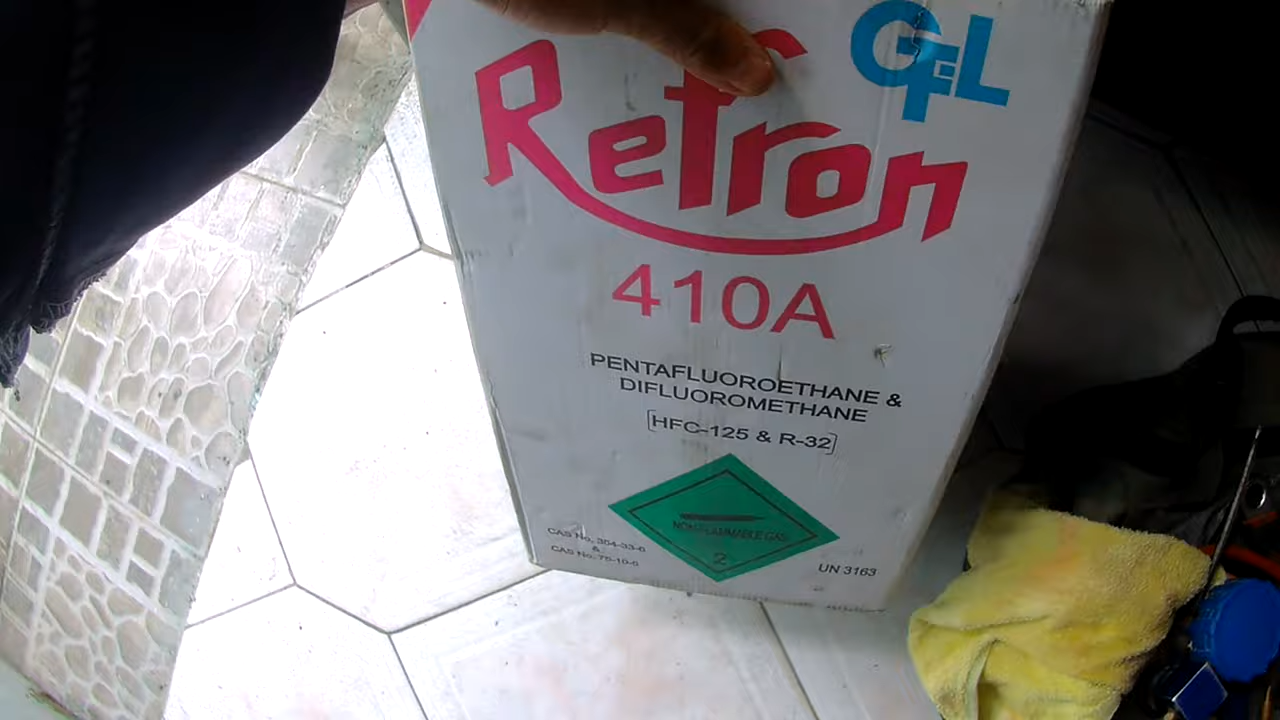 GFL
Refron
410A
PENTAFLUOROETHANE &
DIFLUOROMETHANE
[HFC-125 & R-32]
NON-FLAMMABLE GAS
2
CAS No. 354-33-6
&
CAS No. 75-10-5
UN 3163